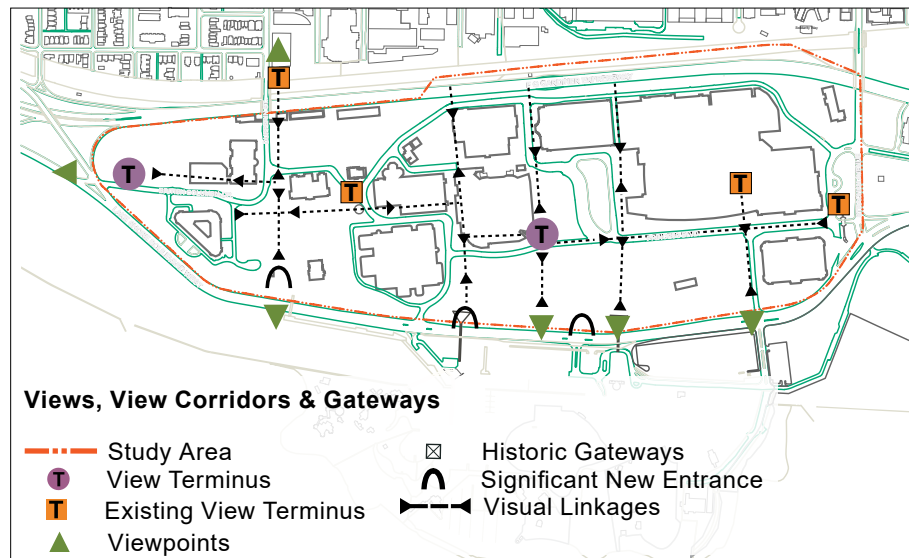 T
T
T
T
T
T
Views, View Corridors & Gateways
Study Area
T View Terminus
T Existing View Terminus
Viewpoints
Historic Gateways
Significant New Entrance
Visual Linkages